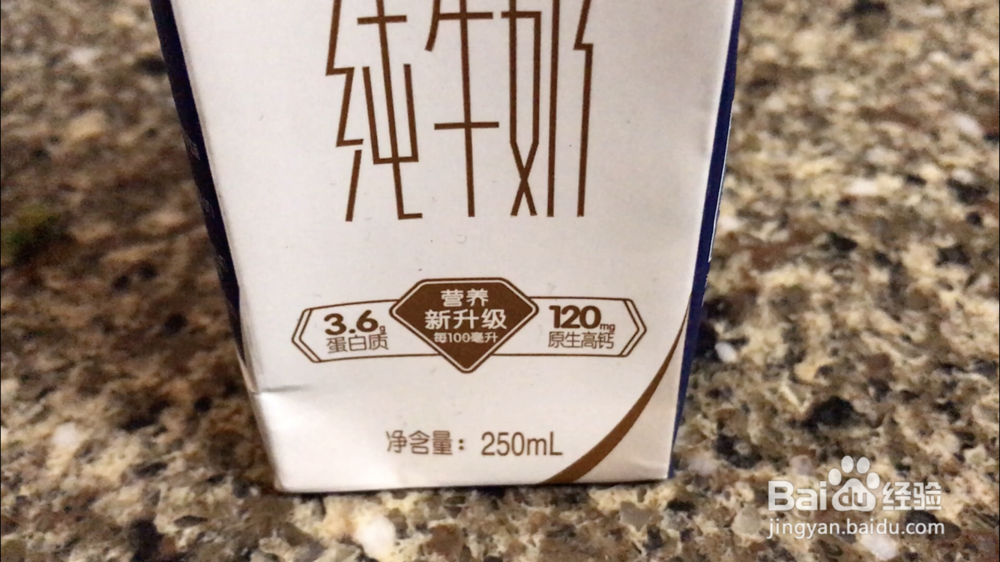 纯牛奶
营养
新升级
每100毫升
3.6g
蛋白质
120mg
原生高钙
净含量：250mL
Baidu经验
jingyan.baidu.com